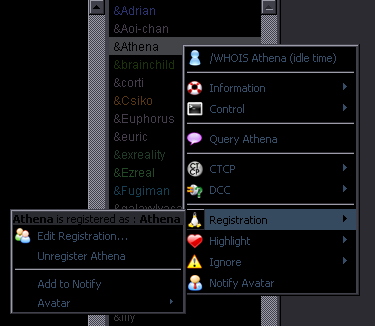 &Adrian
&Aoi-chan
&Athena
&brainchild
&corti
&Csiko
&Euphorus
&euric
&exreality
&Ezreal
&Fugiman
/WHOIS Athena (idle time)
Information
Control
Query Athena
CTCP
DCC
Registration
Highlight
Ignore
Notify Avatar
Athena is registered as : Athena
Edit Registration...
Unregister Athena
Add to Notify
Avatar